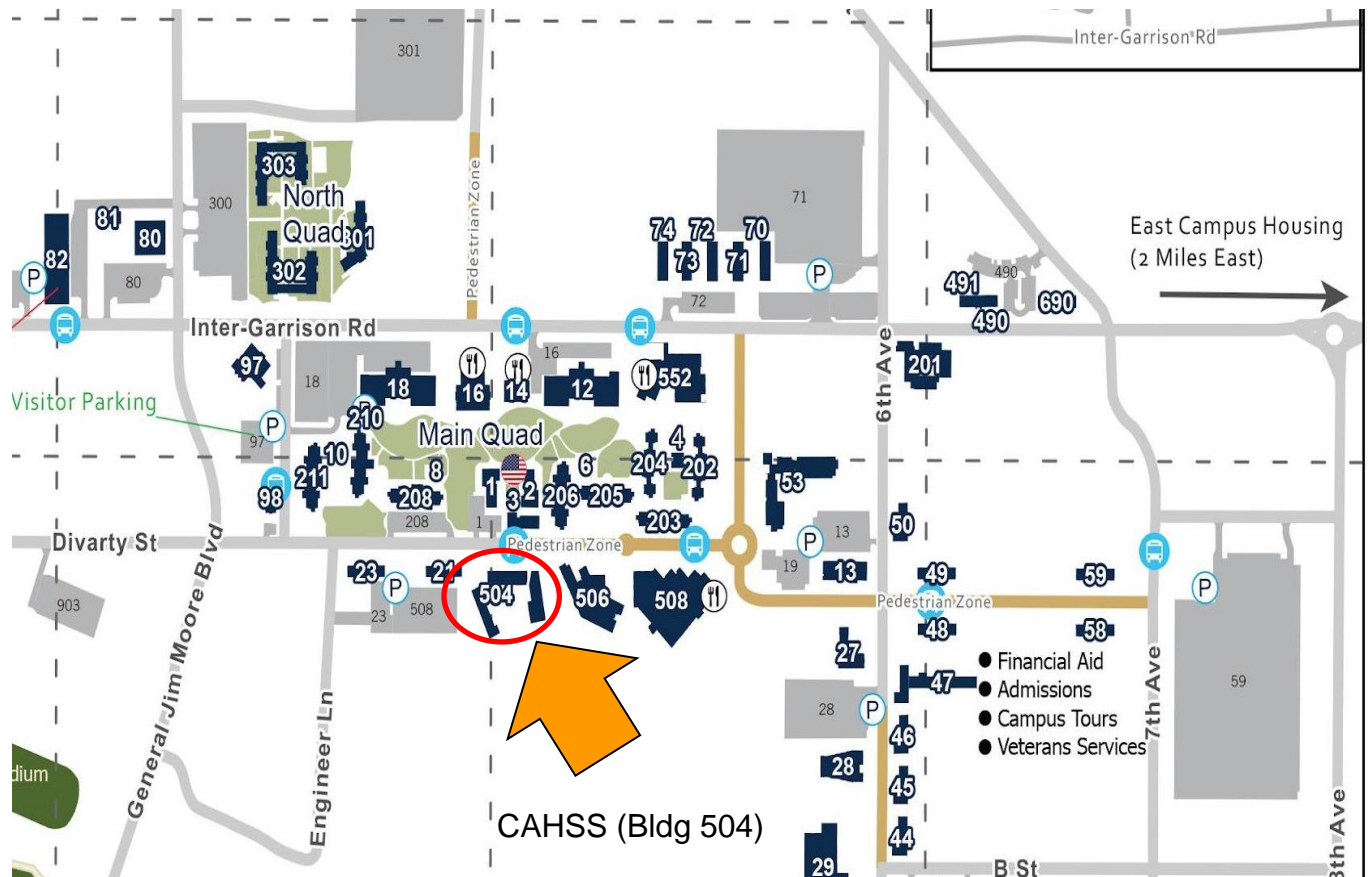 Inter-Garrison Rd
301
303
North
Quad
301
302
300
81
80
82
P
80
Pedestrian Zone
71
74
72
70
73
71
P
72
East Campus Housing
(2 Miles East)
491
490
690
490
Inter-Garrison Rd
97
18
18
16
14
16
12
552
6th Ave
201
Visitor Parking
P
97
P
210
Main Quad
10
211
98
8
208
208
1
3
2
1
206
6
205
204
4
202
203
53
50
13
P
19
13
Divarty St
Pedestrian Zone
903
General Jim Moore Blvd
Engineer Ln
23
P
21
23
508
504
506
508
49
59
Pedestrian Zone
48
58
P
59
7th Ave
27
47
● Financial Aid
● Admissions
● Campus Tours
● Veterans Services
28
P
46
28
45
44
29
dium
CAHSS (Bldg 504)
B St
8th Ave